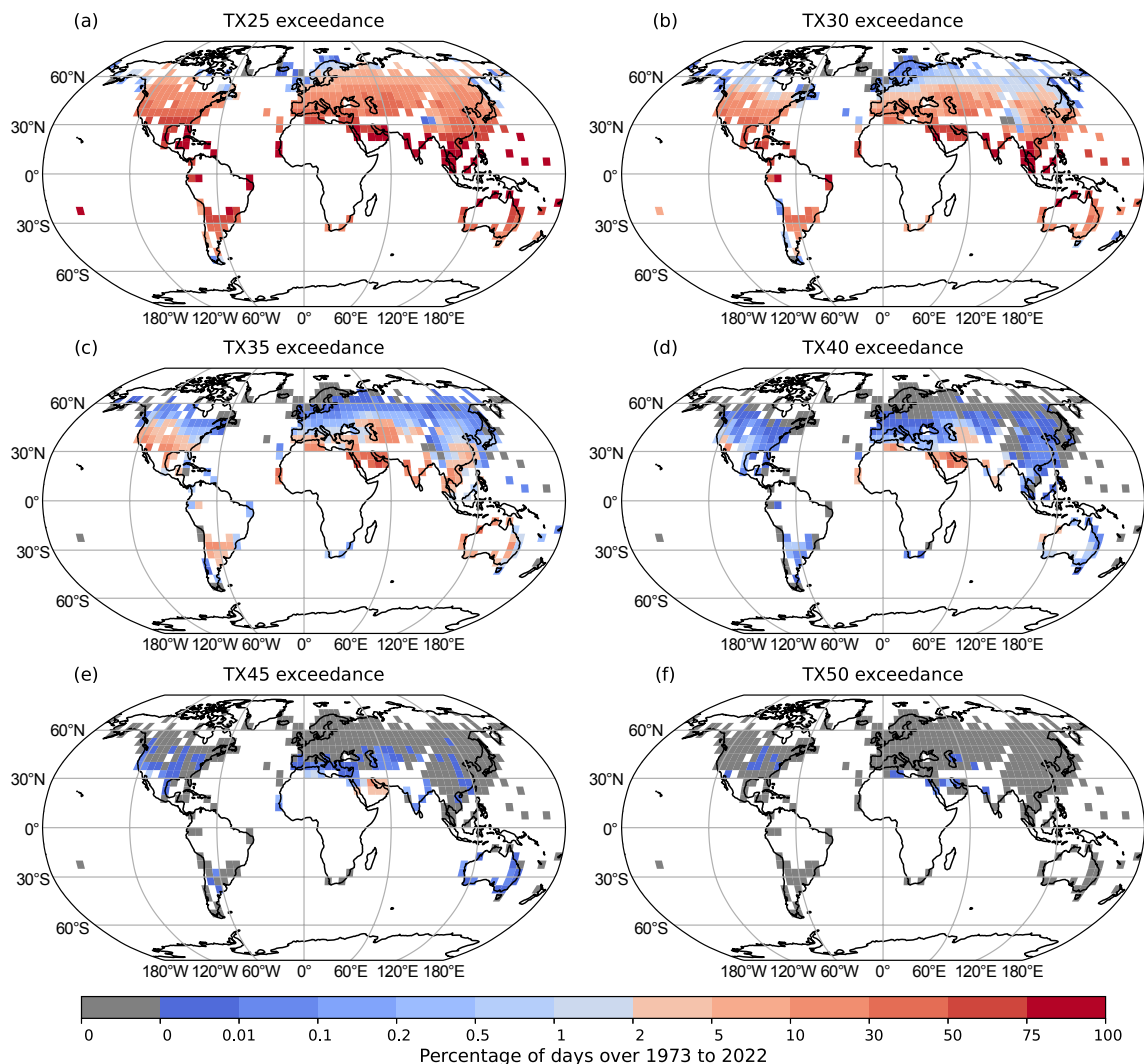 (a) TX25 exceedance (b) TX30 exceedance
60°N 60°N
30°N 30°N
0° 0°
30°S 30°S
60°S 60°S
180°W 120°W 60°W 0° 60°E 120°E 180°E 180°W 120°W 60°W 0° 60°E 120°E 180°E
(c) TX35 exceedance (d) TX40 exceedance
60°N 60°N
30°N 30°N
0° 0°
30°S 30°S
60°S 60°S
180°W 120°W 60°W 0° 60°E 120°E 180°E 180°W 120°W 60°W 0° 60°E 120°E 180°E
(e) TX45 exceedance (f) TX50 exceedance
60°N 60°N
30°N 30°N
0° 0°
30°S 30°S
60°S 60°S
180°W 120°W 60°W 0° 60°E 120°E 180°E 180°W 120°W 60°W 0° 60°E 120°E 180°E
0 0 0.01 0.1 0.2 0.5 1 2 5 10 30 50 75 100
Percentage of days over 1973 to 2022